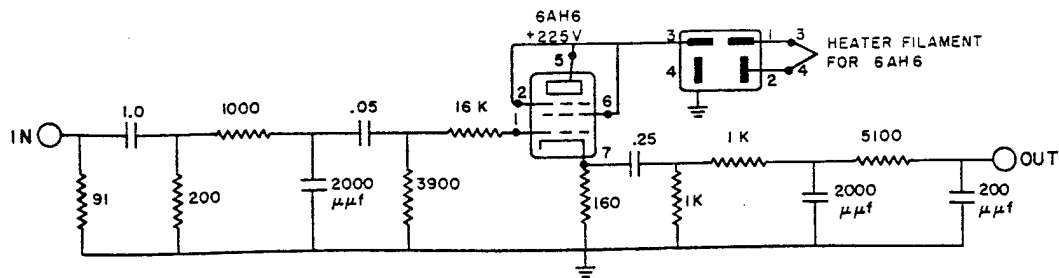 6AH6
+225V
5
2
6
1
7
3
1
3
4
2
4
HEATER FILAMENT
FOR 6AH6
IN
1.0
1000
.05
16 K
91
200
2000
μμf
3900
160
.25
1K
1 K
2000
μμf
5100
200
μμf
OUT